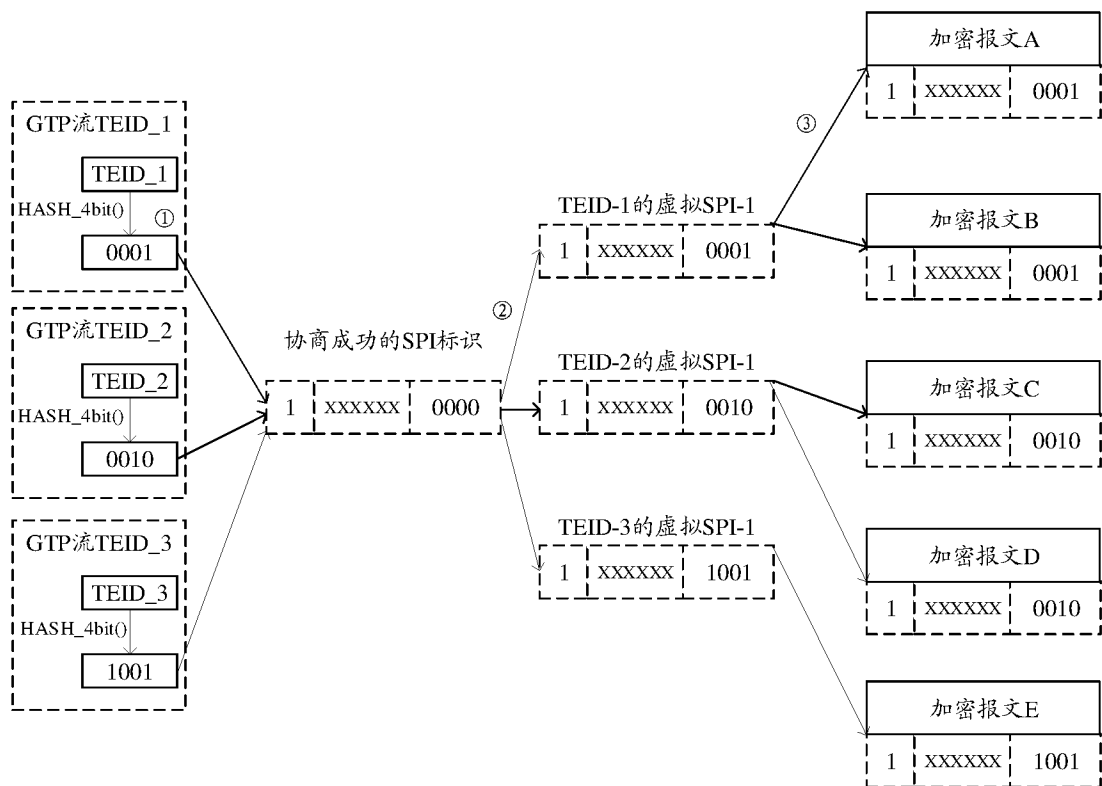 GTP流TEID_1
TEID_1
HASH_4bit()
①
0001
GTP流TEID_2
TEID_2
HASH_4bit()
0010
GTP流TEID_3
TEID_3
HASH_4bit()
1001
协商成功的SPI标识
1 xxxxxx 0000
②
TEID-1的虚拟SPI-1
1 xxxxxx 0001
TEID-2的虚拟SPI-1
1 xxxxxx 0010
TEID-3的虚拟SPI-1
1 xxxxxx 1001
③
加密报文A
1 xxxxxx 0001
加密报文B
1 xxxxxx 0001
加密报文C
1 xxxxxx 0010
加密报文D
1 xxxxxx 0010
加密报文E
1 xxxxxx 1001